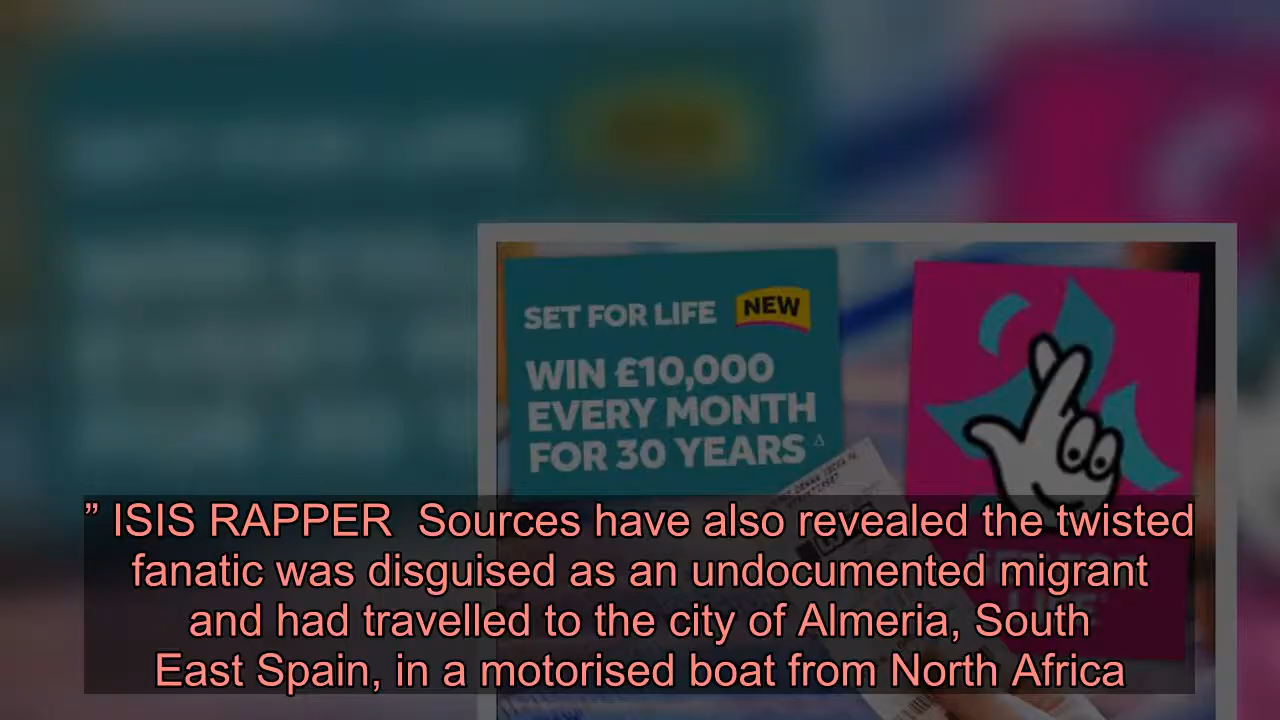 SET FOR LIFE NEW
WIN £10,000
EVERY MONTH
FOR 30 YEARS
” ISIS RAPPER Sources have also revealed the twisted
fanatic was disguised as an undocumented migrant
and had travelled to the city of Almeria, South
East Spain, in a motorised boat from North Africa